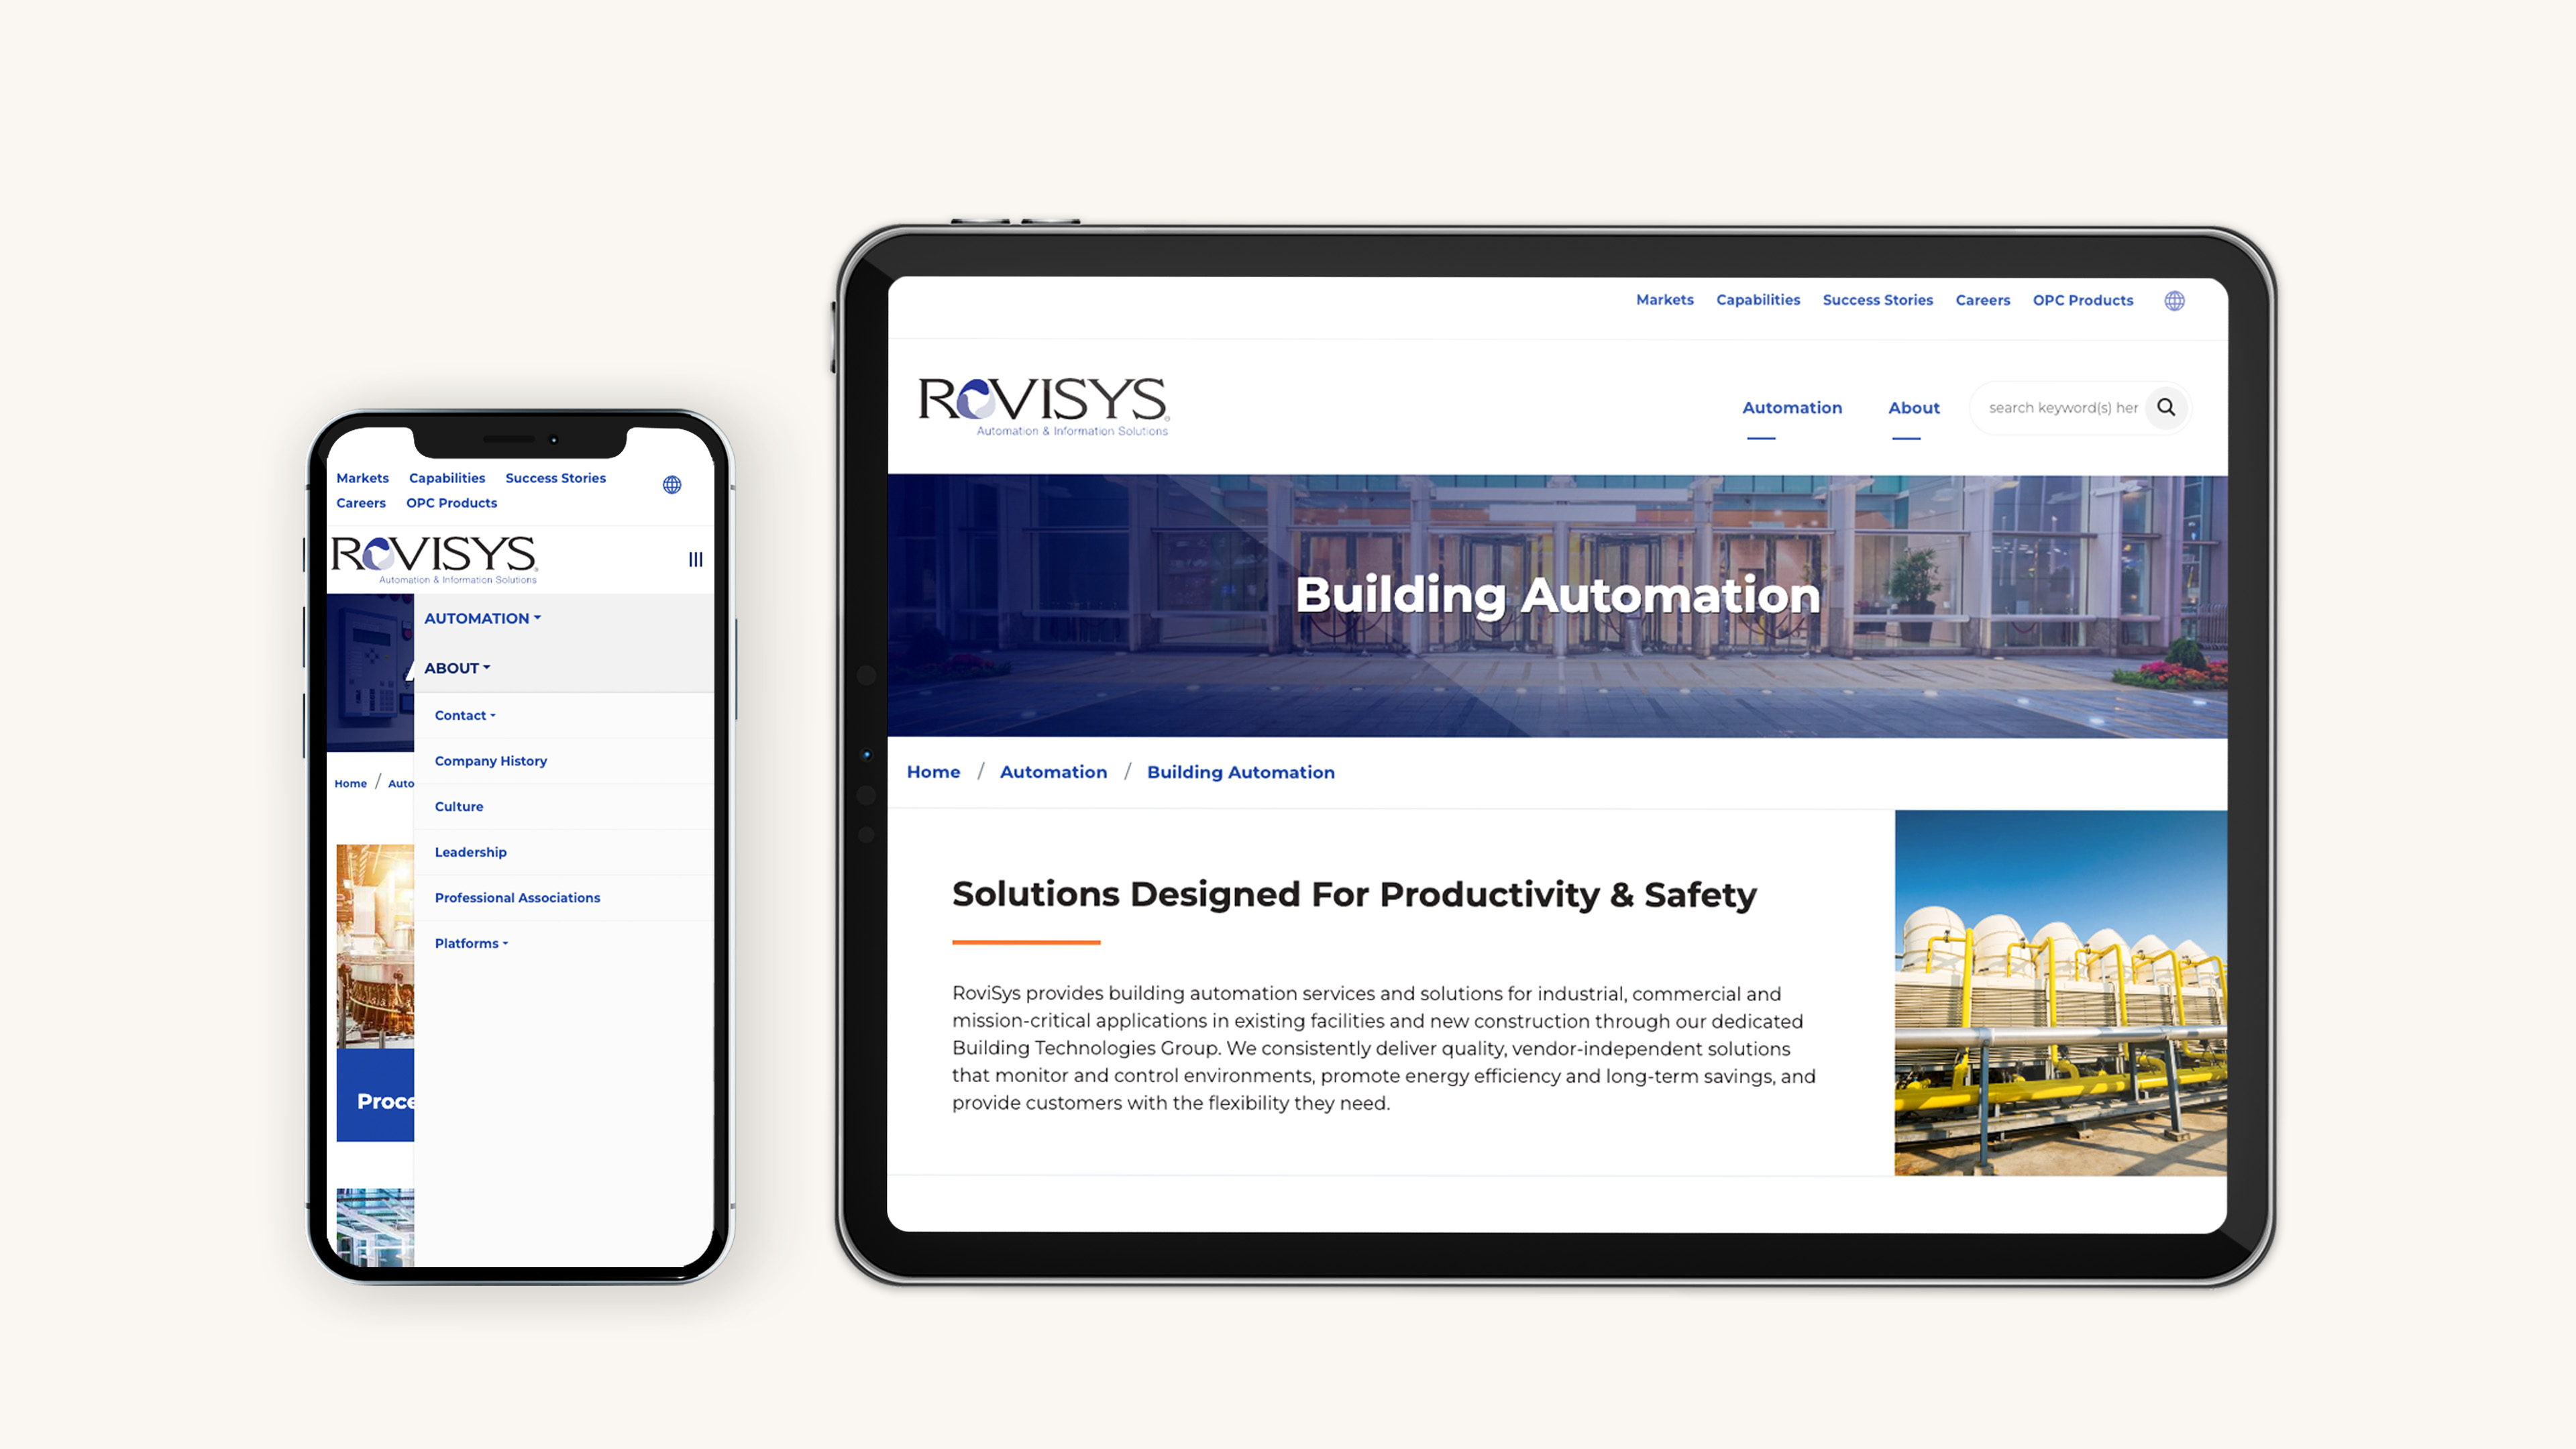 Markets Capabilities Success Stories
Careers OPC Products
ROVISYS
Automation & Information Solutions
AUTOMATION
ABOUT
Contact
Company History
Culture
Leadership
Professional Associations
Platforms
Home / Auto
Proce
Markets Capabilities Success Stories Careers OPC Products
ROVISYS
Automation & Information Solutions
Automation About search keyword(s) her
Building Automation
Home / Automation / Building Automation
Solutions Designed For Productivity & Safety
RoviSys provides building automation services and solutions for industrial, commercial and
mission-critical applications in existing facilities and new construction through our dedicated
Building Technologies Group. We consistently deliver quality, vendor-independent solutions
that monitor and control environments, promote energy efficiency and long-term savings, and
provide customers with the flexibility they need.